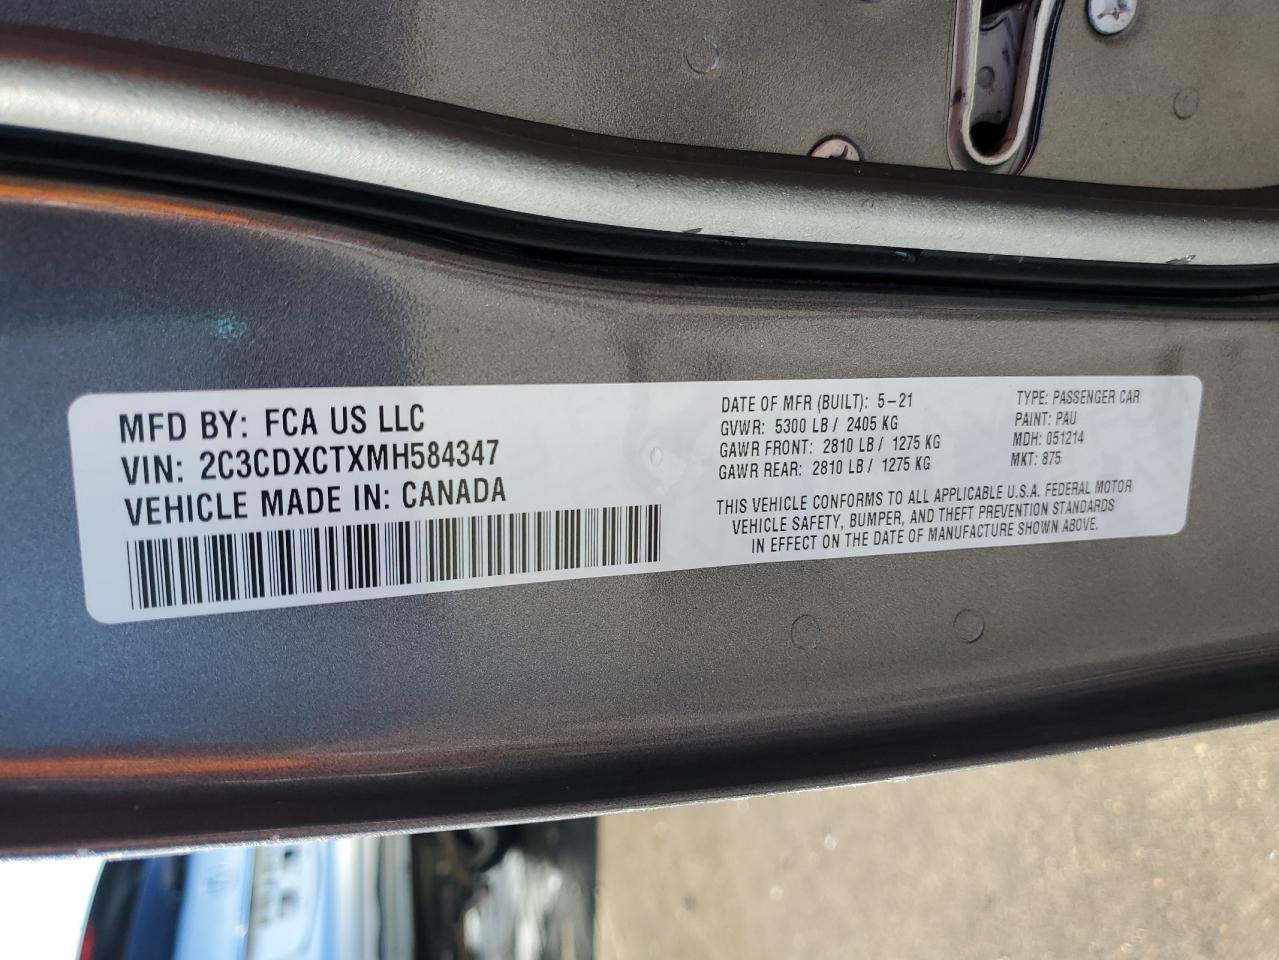 MFD BY: FCA US LLC
VIN: 2C3CDXCTXMH584347
VEHICLE MADE IN: CANADA
DATE OF MFR (BUILT): 5-21
GVWR: 5300 LB / 2405 KG
GAWR FRONT: 2810 LB / 1275 KG
GAWR REAR: 2810 LB / 1275 KG
TYPE: PASSENGER CAR
PAINT: PAU
MDH: 051214
MKT: 875
THIS VEHICLE CONFORMS TO ALL APPLICABLE U.S.A. FEDERAL MOTOR
VEHICLE SAFETY, BUMPER, AND THEFT PREVENTION STANDARDS
IN EFFECT ON THE DATE OF MANUFACTURE SHOWN ABOVE.